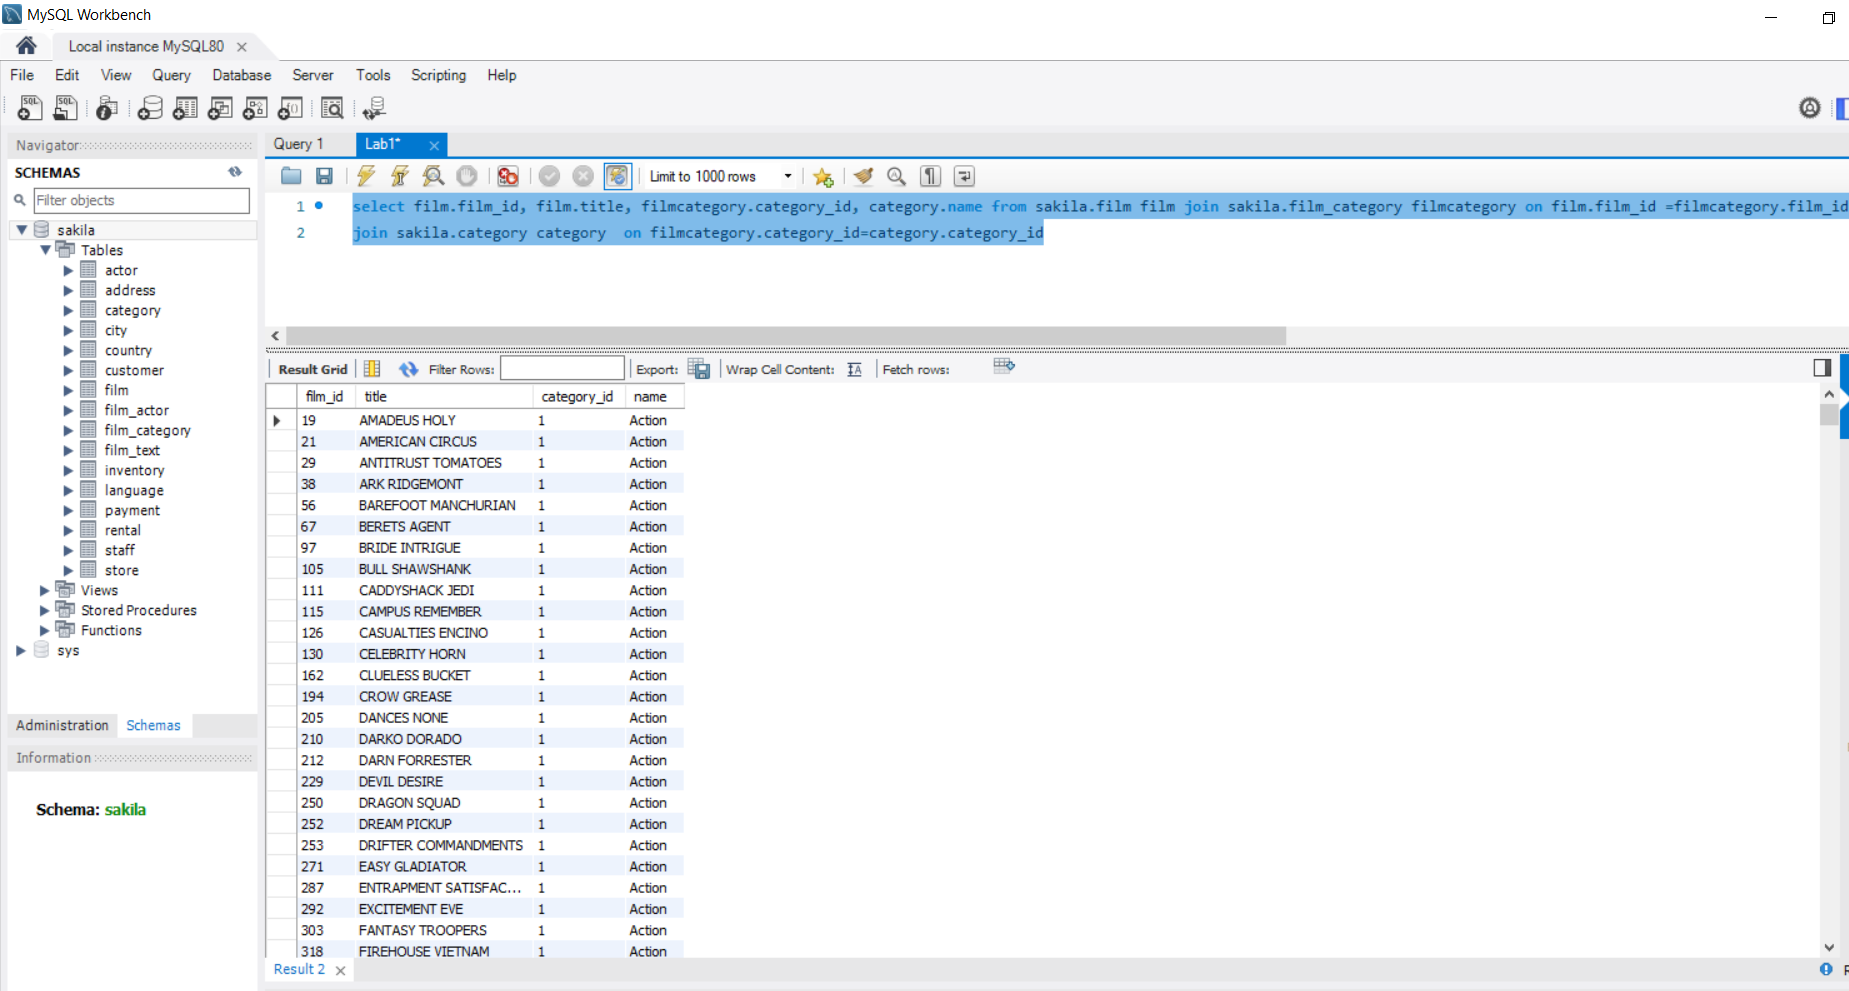 MySQL Workbench
Local instance MySQL80
File Edit View Query Database Server Tools Scripting Help
Navigator
SCHEMAS
Filter objects
sakila
Tables
actor
address
category
city
country
customer
film
film_actor
film_category
film_text
inventory
language
payment
rental
staff
store
Views
Stored Procedures
Functions
sys
Administration Schemas
Information
Schema: sakila
Query 1 Lab1*
Limit to 1000 rows
1 select film.film_id, film.title, filmcategory.category_id, category.name from sakila.film film join sakila.film_category filmcategory on film.film_id =filmcategory.film_id
2 join sakila.category category on filmcategory.category_id=category.category_id
Result Grid Filter Rows: Export: Wrap Cell Content: Fetch rows:
film_id title category_id name
19 AMADEUS HOLY 1 Action
21 AMERICAN CIRCUS 1 Action
29 ANTITRUST TOMATOES 1 Action
38 ARK RIDGEMONT 1 Action
56 BAREFOOT MANCHURIAN 1 Action
67 BERETS AGENT 1 Action
97 BRIDE INTRIGUE 1 Action
105 BULL SHAWSHANK 1 Action
111 CADDYSHACK JEDI 1 Action
115 CAMPUS REMEMBER 1 Action
126 CASUALTIES ENCINO 1 Action
130 CELEBRITY HORN 1 Action
162 CLUELESS BUCKET 1 Action
194 CROW GREASE 1 Action
205 DANCES NONE 1 Action
210 DARKO DORADO 1 Action
212 DARN FORRESTER 1 Action
229 DEVIL DESIRE 1 Action
250 DRAGON SQUAD 1 Action
252 DREAM PICKUP 1 Action
253 DRIFTER COMMANDMENTS 1 Action
271 EASY GLADIATOR 1 Action
287 ENTRAPMENT SATISFAC... 1 Action
292 EXCITEMENT EVE 1 Action
303 FANTASY TROOPERS 1 Action
318 FIREHOUSE VIETNAM 1 Action
Result 2